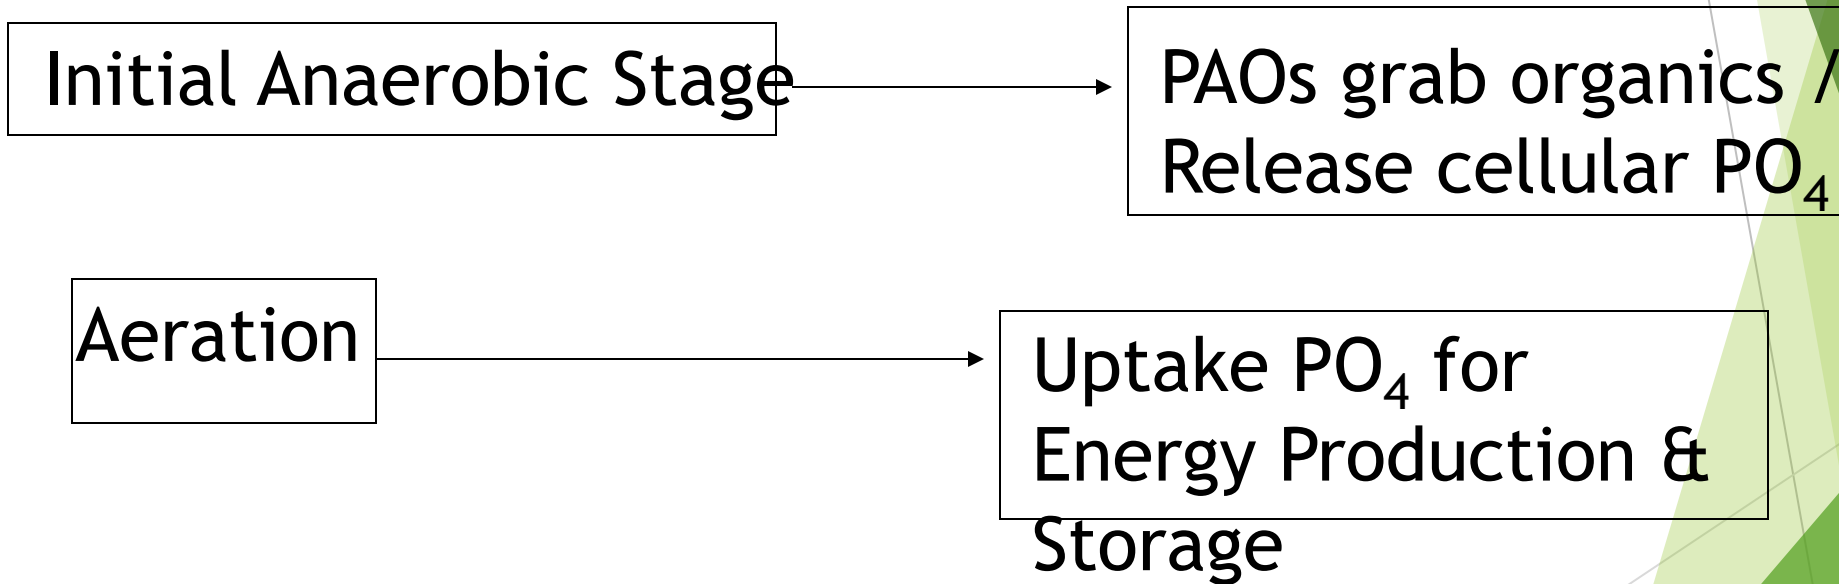 Initial Anaerobic Stage
PAOs grab organics /
Release cellular PO₄
Aeration
Uptake PO₄ for
Energy Production &
Storage